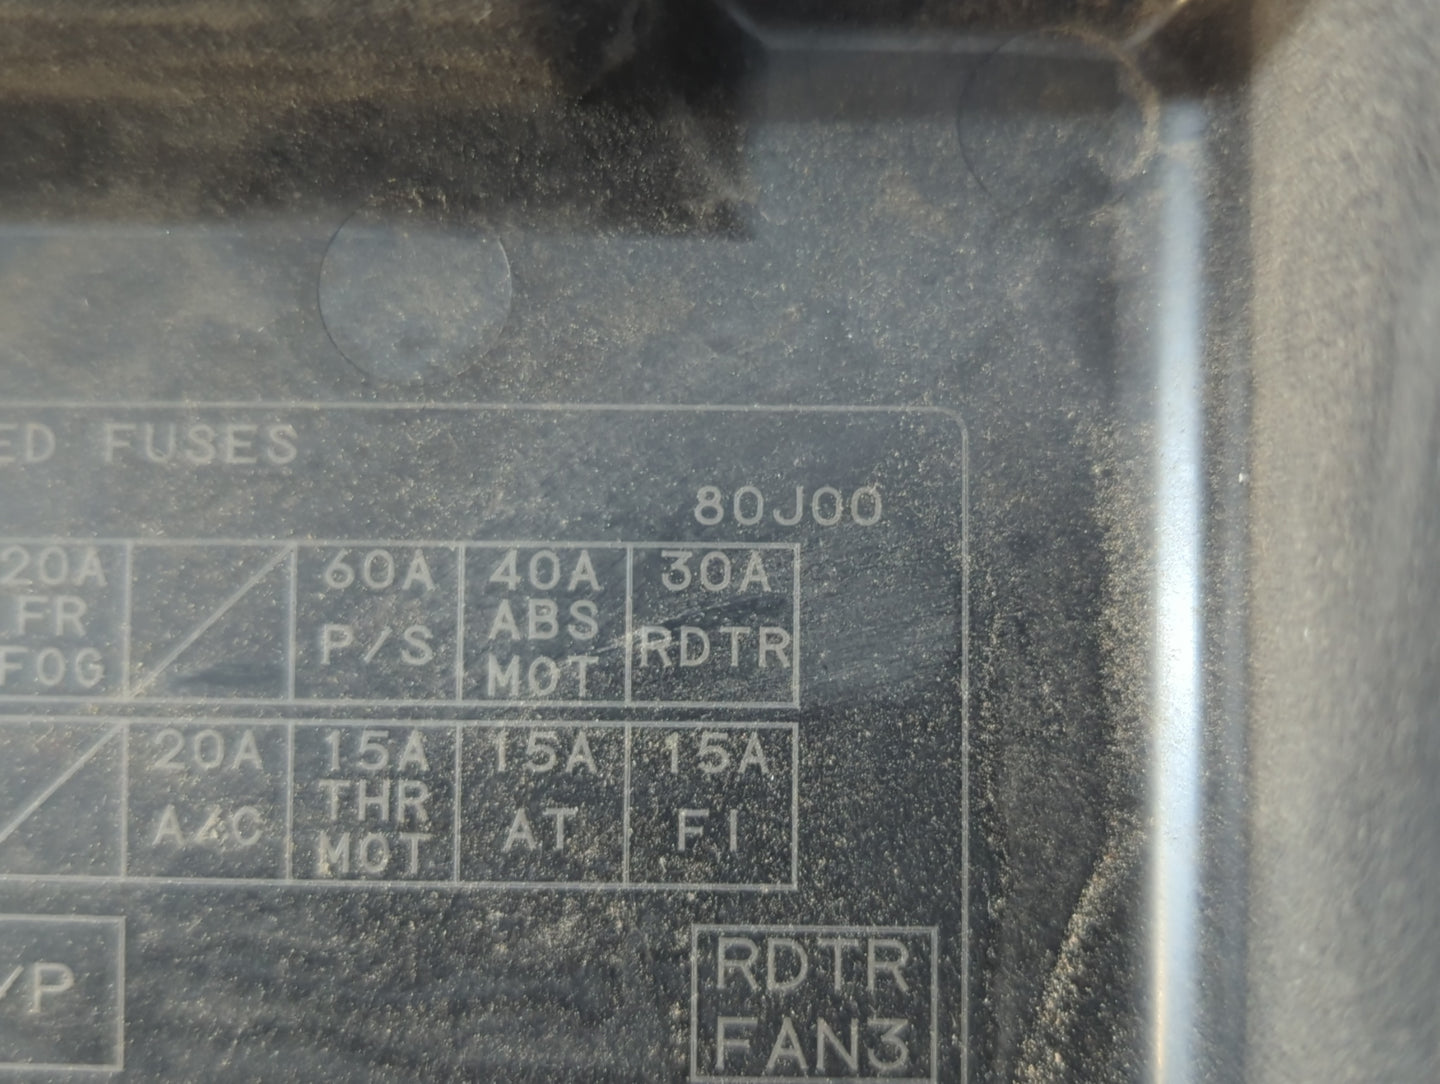 ED FUSES
80J00
20A FR FOG
60A P/S
40A ABS MOT
30A RDTR
20A A/C
15A THR MOT
15A AT
15A FI
/P
RDTR
FAN3